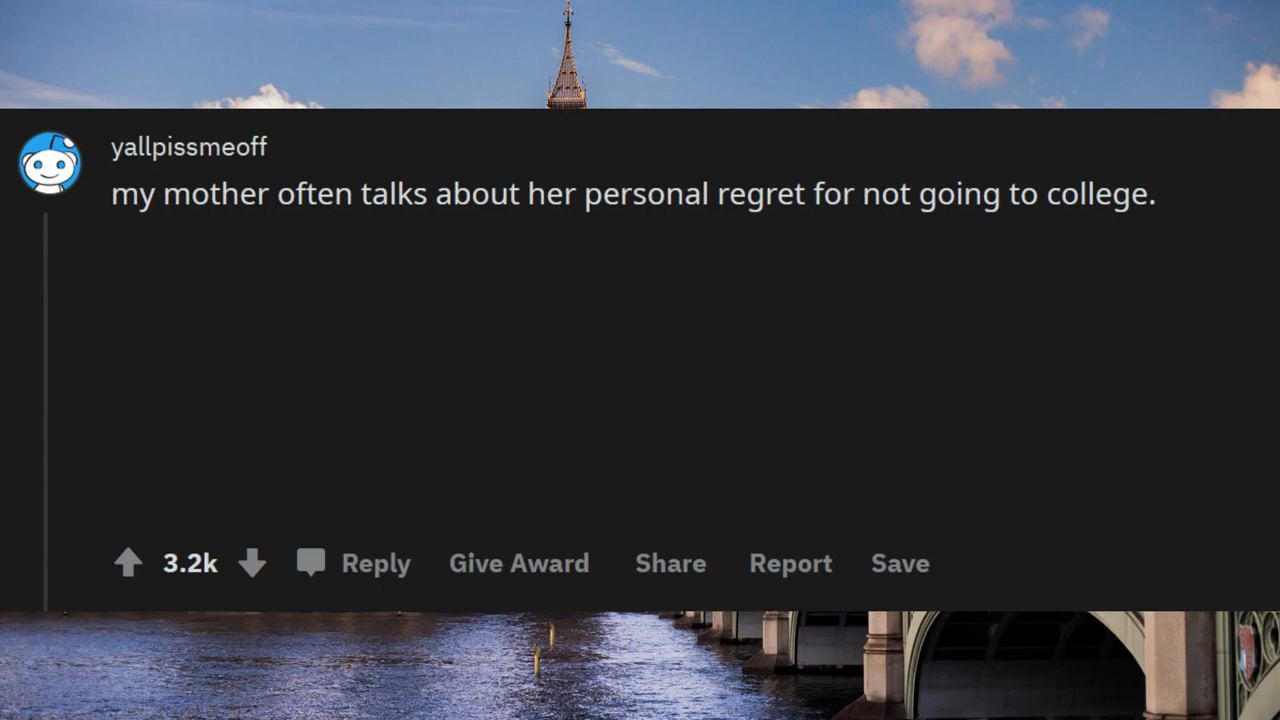 yallpissmeoff
my mother often talks about her personal regret for not going to college.
3.2k Reply Give Award Share Report Save